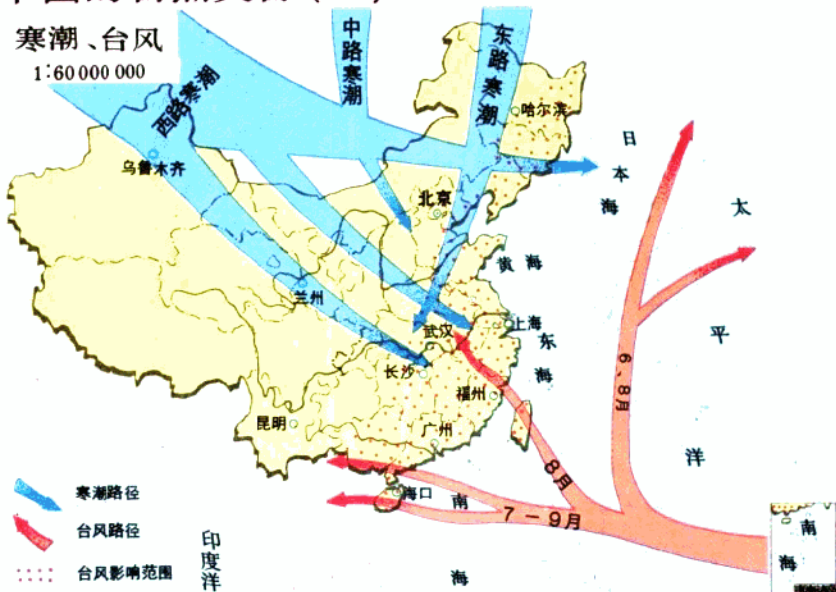 寒潮、台风
1:60 000 000
西路寒潮
中路寒潮
东路寒潮
哈尔滨
乌鲁木齐
北京
日本海
太平洋
黄海
兰州
武汉
上海
东海
长沙
福州
昆明
广州
6、8月
8月
7－9月
海口
南海
寒潮路径
台风路径
台风影响范围
印度洋
南海